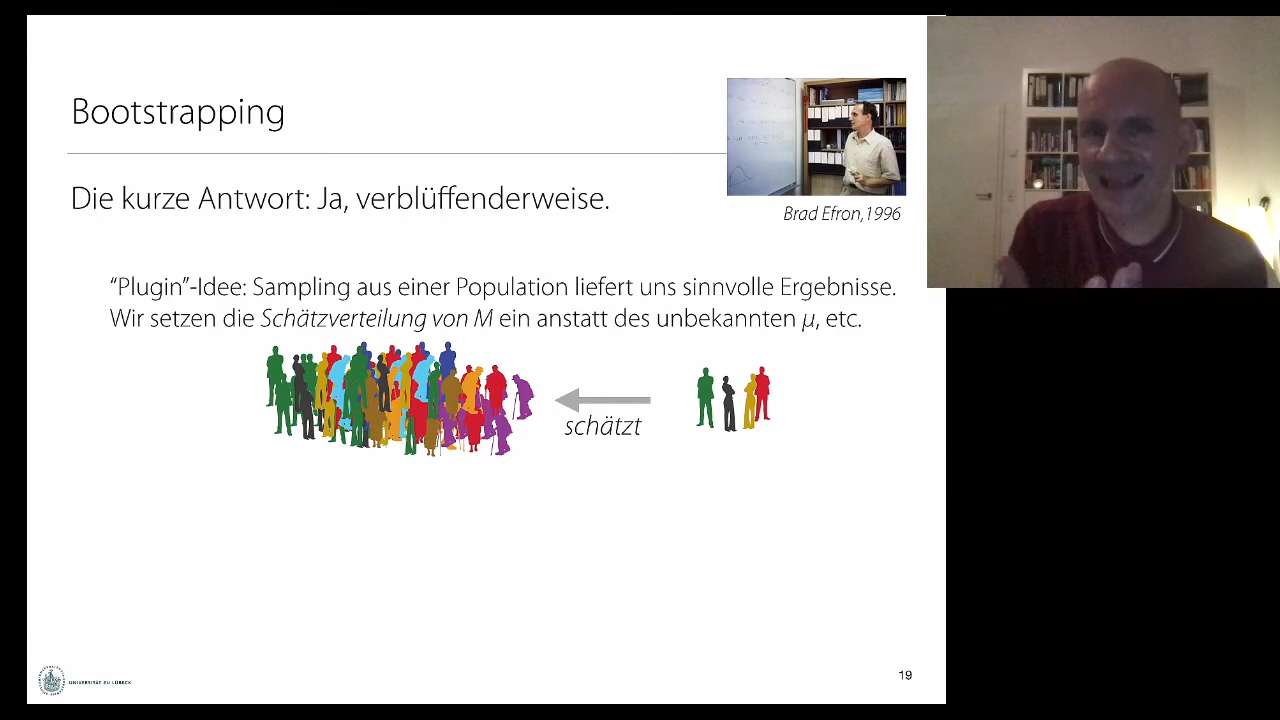 Bootstrapping
Die kurze Antwort: Ja, verblüffenderweise.
Brad Efron,1996
“Plugin”-Idee: Sampling aus einer Population liefert uns sinnvolle Ergebnisse.
Wir setzen die Schätzverteilung von M ein anstatt des unbekannten μ, etc.
schätzt
UNIVERSITÄT ZU LÜBECK
19